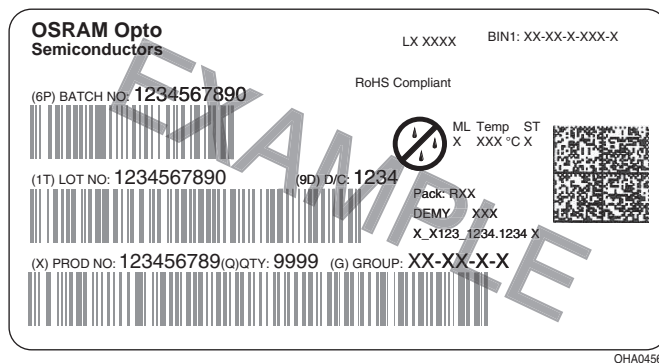 OSRAM Opto
Semiconductors
LX XXXX
BIN1: XX-XX-X-XXX-X
RoHS Compliant
(6P) BATCH NO: 1234567890
ML Temp ST
X XXX °C X
(1T) LOT NO: 1234567890 (9D) D/C: 1234
Pack: RXX
DEMY XXX
X_X123_1234.1234 X
(X) PROD NO: 123456789(Q)QTY: 9999 (G) GROUP: XX-XX-X-X
EXAMPLE
OHA04563